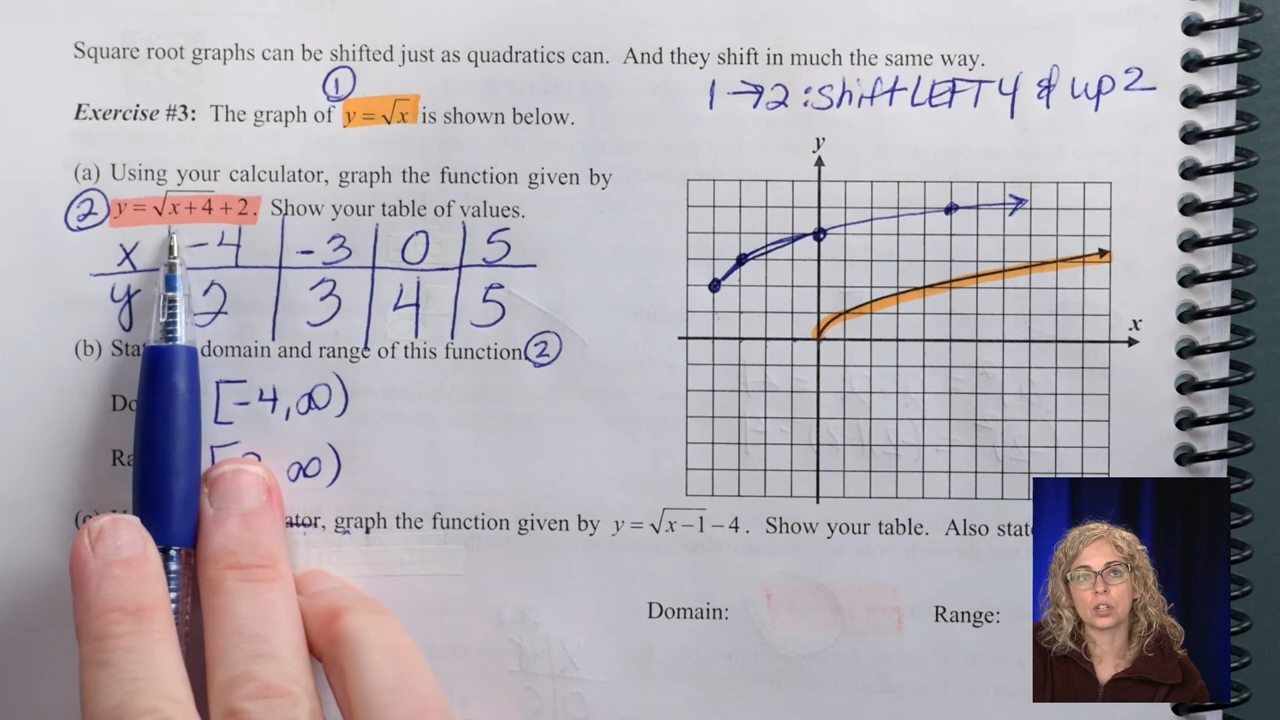 Square root graphs can be shifted just as quadratics can. And they shift in much the same way.
①
1→2: Shift LEFT 4 & up 2
Exercise #3: The graph of y = √x is shown below.
(a) Using your calculator, graph the function given by
② y = √(x+4) + 2. Show your table of values.
x -4 -3 0 5
y 2 3 4 5
(b) domain and range of this function ②
[-4, ∞)
∞)
graph the function given by y = √(x−1) − 4. Show your table. Also
Domain: Range:
y
x